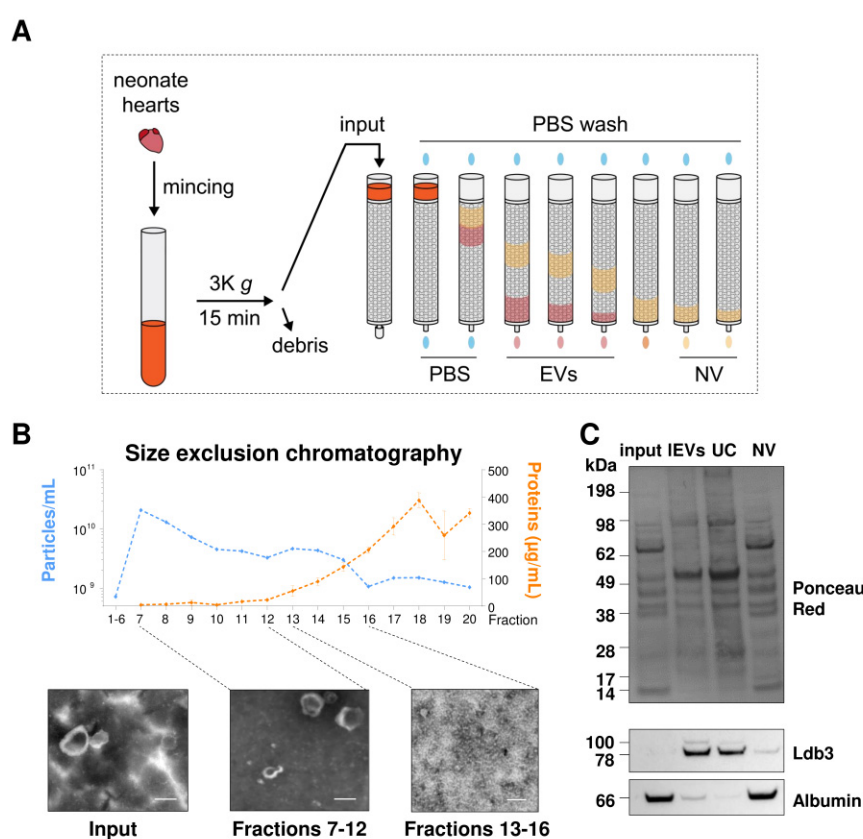 A
neonate
hearts
mincing
3K g
15 min
debris
input
PBS wash
PBS
EVs
NV
B
Size exclusion chromatography
Particles/mL
10^11
10^10
10^9
500
400
300
200
100
0
Proteins (µg/mL)
1-6 7 8 9 10 11 12 13 14 15 16 17 18 19 20 Fraction
Input
Fractions 7-12
Fractions 13-16
C
input IEVs UC NV
kDa
198
98
62
49
38
28
17
14
Ponceau
Red
100
78
Ldb3
66
Albumin